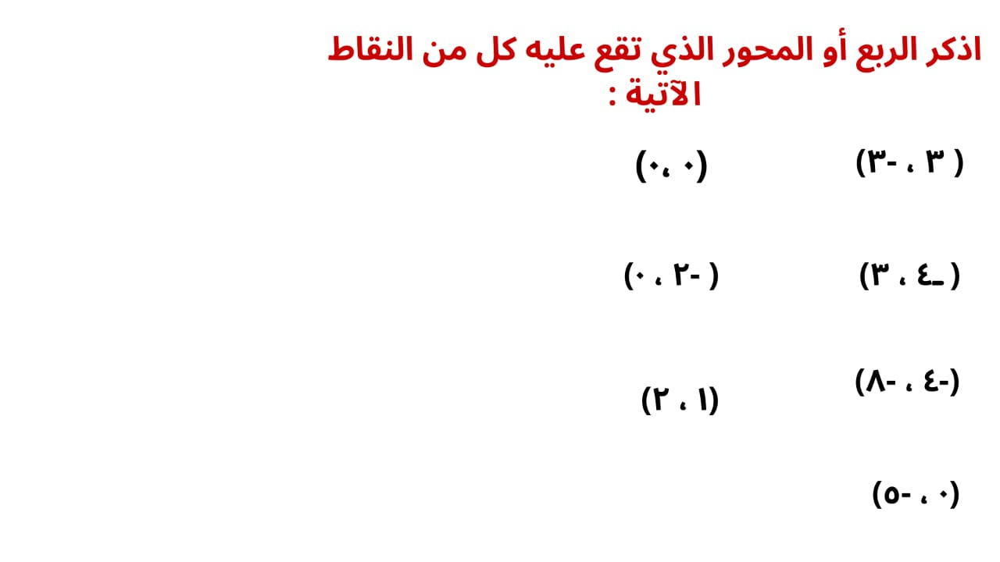 اذكر الربع أو المحور الذي تقع عليه كل من النقاط
الآتية :
( ٣ ، -٣)
(٠ ،٠)
( ـ٤ ، ٣)
( -٢ ، ٠)
(-٤ ، -٨)
(١ ، ٢)
(٠ ، -٥)